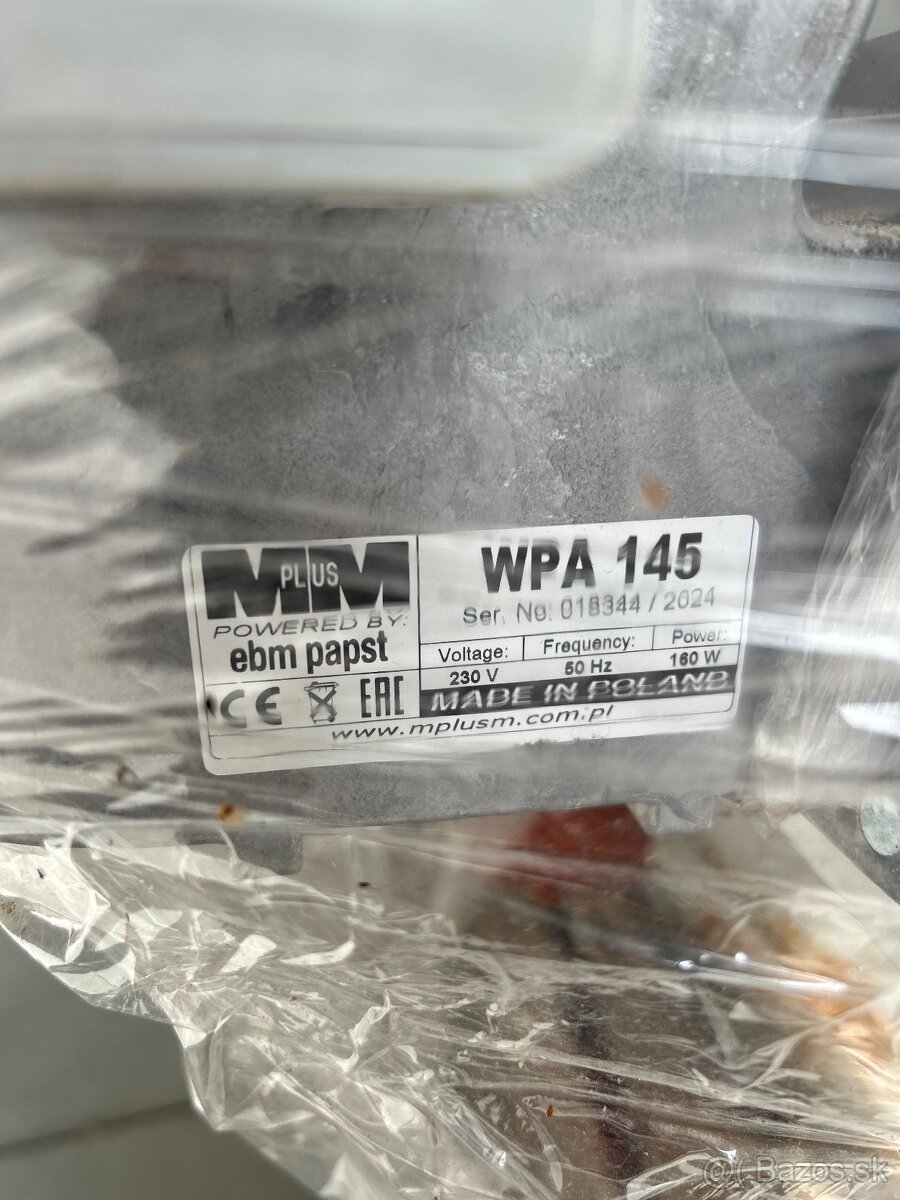 M PLUS M
POWERED BY:
ebm papst
CE EAC
WPA 145
Ser. No: 018344 / 2024
Voltage: Frequency: Power:
230 V 50 Hz 160 W
MADE IN POLAND
www.mplusm.com.pl
Bazos.sk